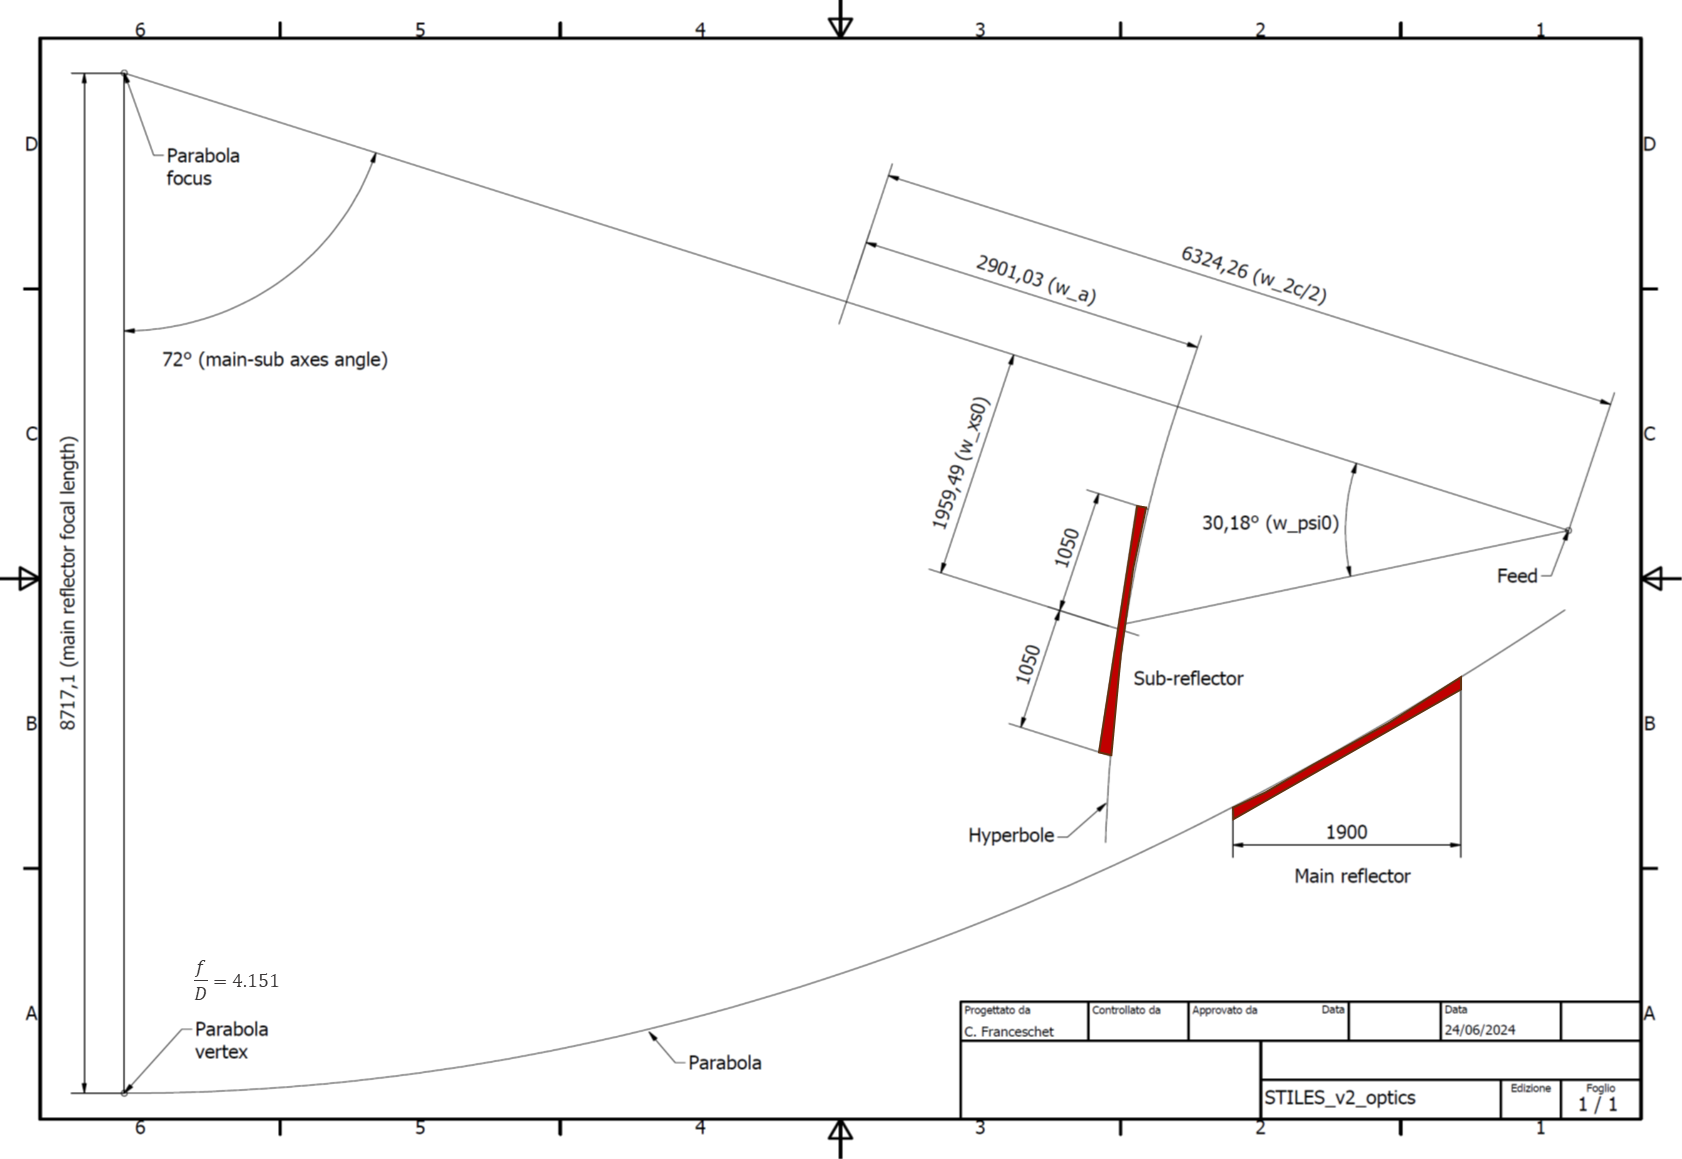 6 5 4 3 2 1
D
D
Parabola
focus
6324,26 (w_2c/2)
2901,03 (w_a)
72° (main-sub axes angle)
C
C
1959,49 (w_xs0)
8717,1 (main reflector focal length)
30,18° (w_psi0)
1050
Feed
1050
Sub-reflector
B
B
Hyperbole
1900
Main reflector
f/D = 4.151
A
A
Parabola
vertex
Parabola
Progettato da
C. Franceschet
Controllato da
Approvato da
Data
Data
24/06/2024
STILES_v2_optics
Edizione
Foglio
1 / 1
6 5 4 3 2 1